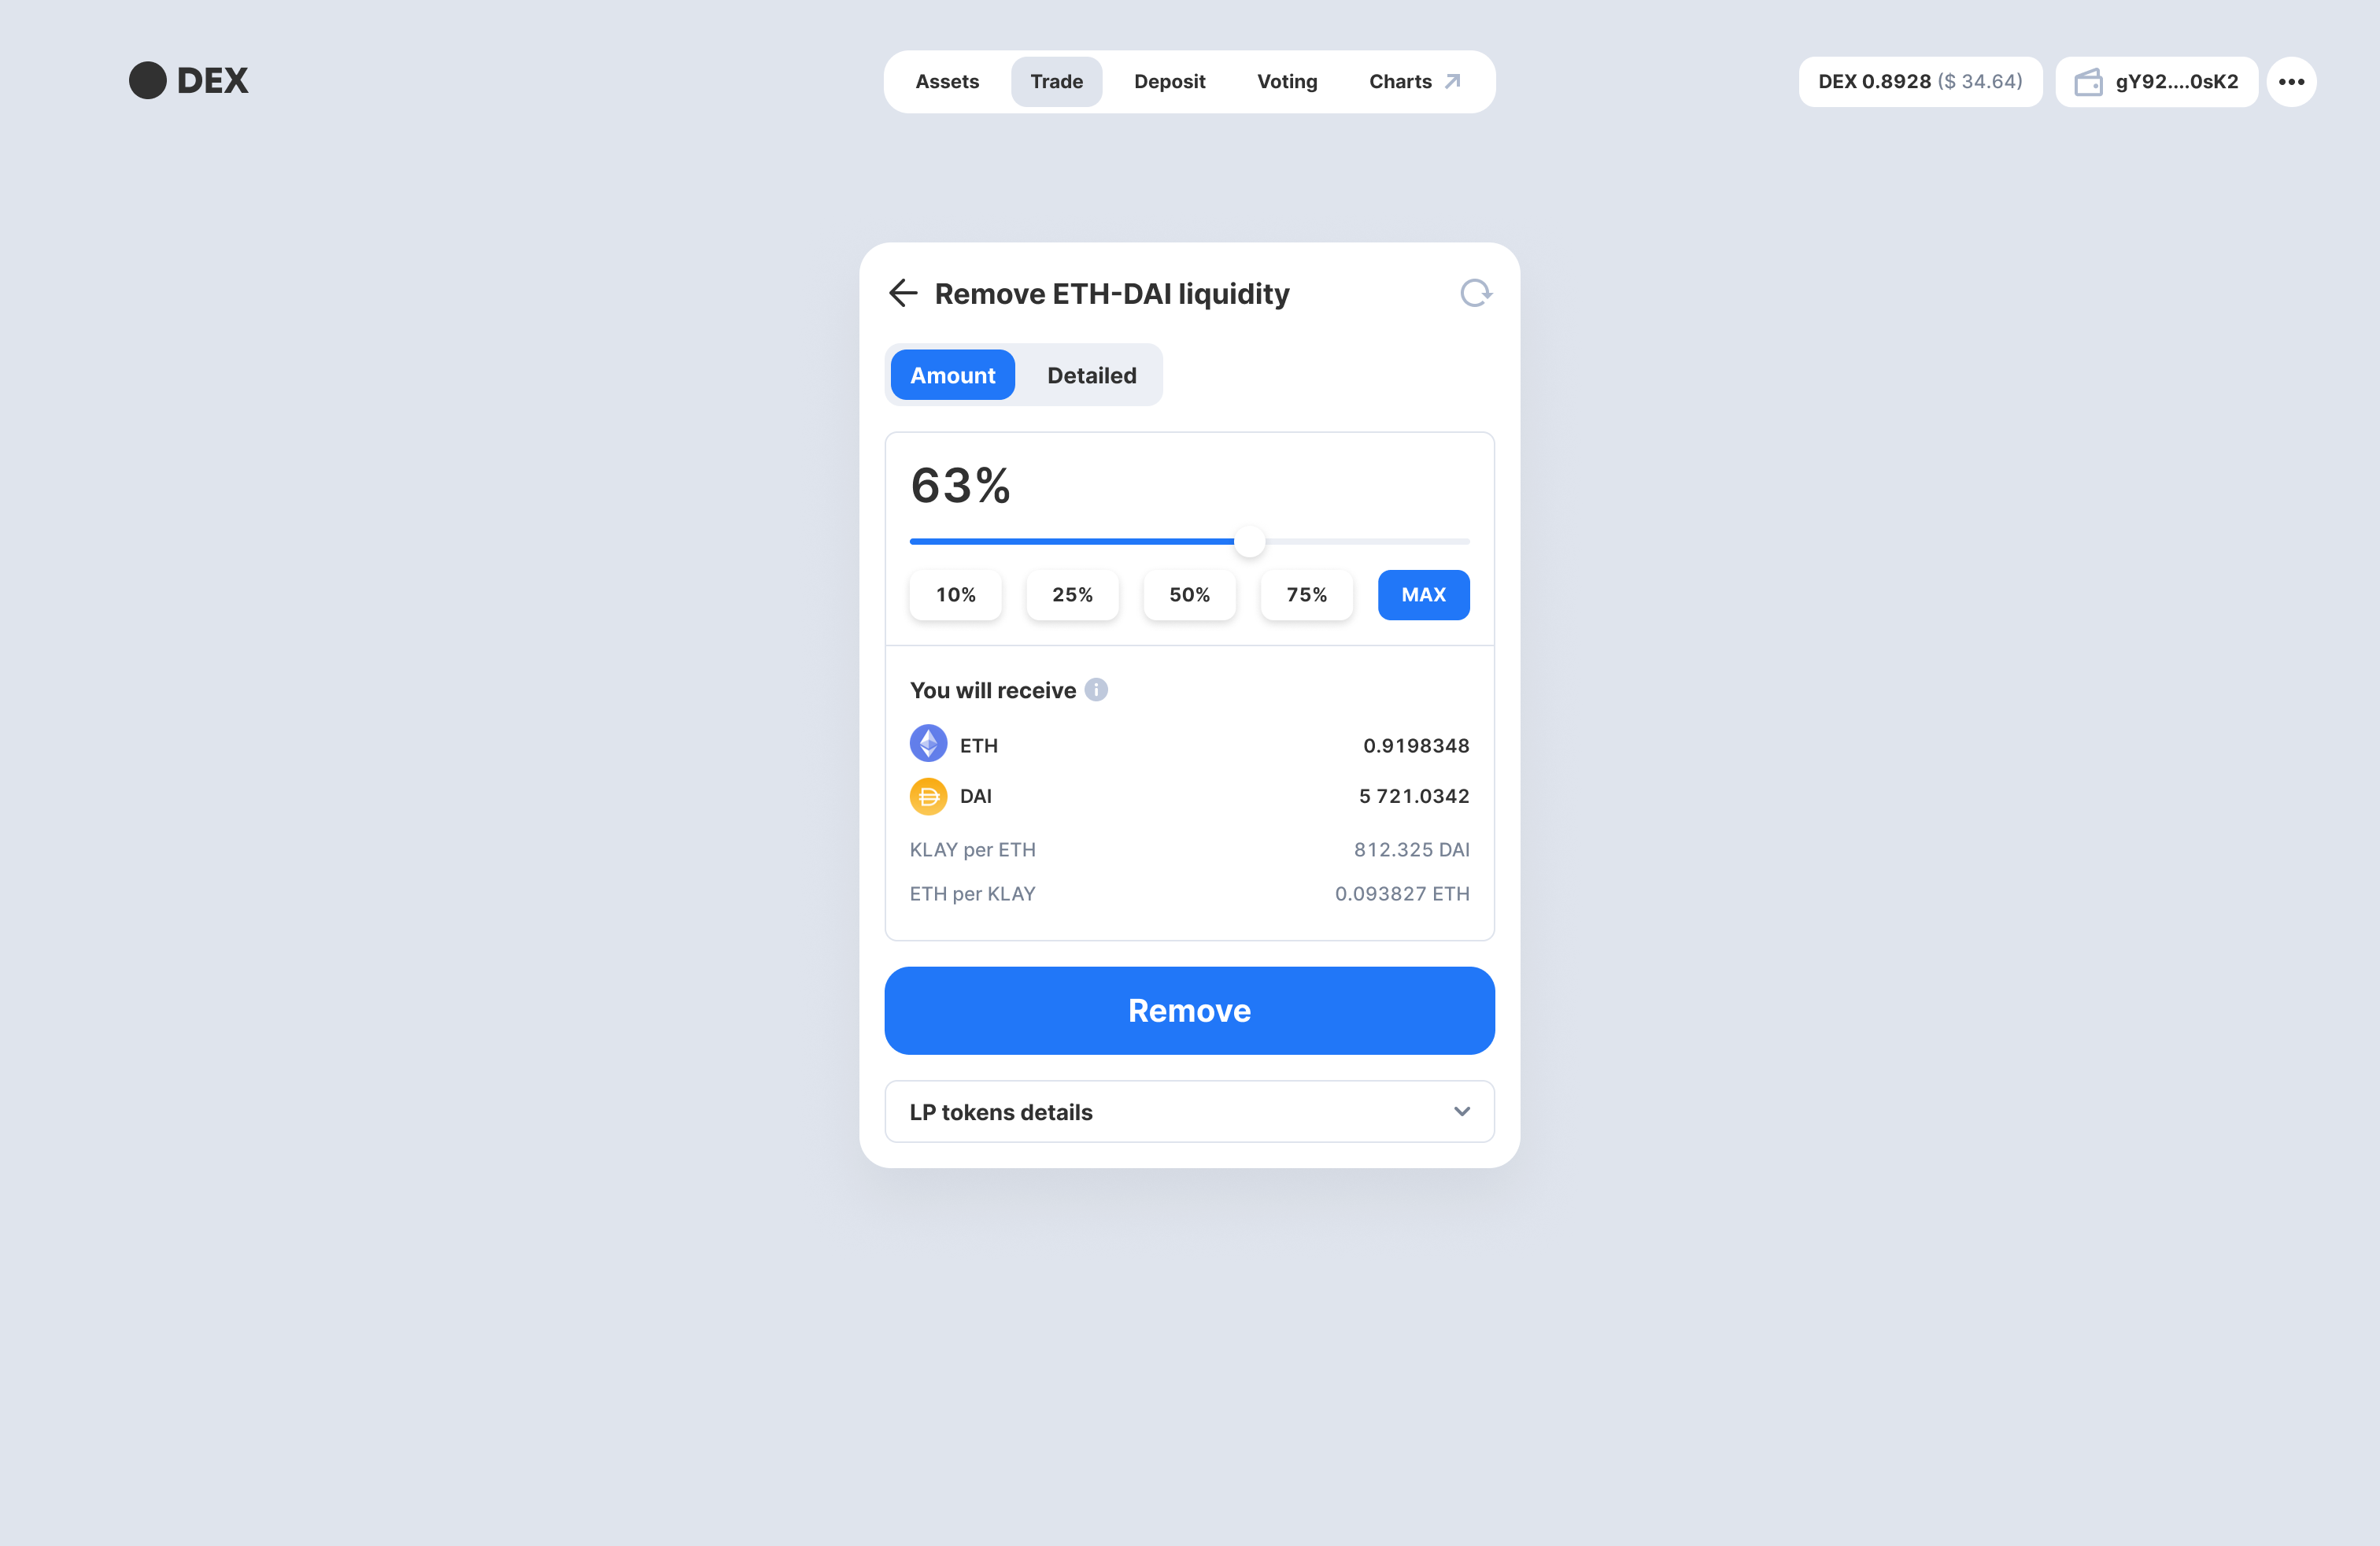 DEX
Assets Trade Deposit Voting Charts
DEX 0.8928 ($ 34.64)
gY92....0sK2
Remove ETH-DAI liquidity
Amount Detailed
63%
10% 25% 50% 75% MAX
You will receive
ETH 0.9198348
DAI 5 721.0342
KLAY per ETH 812.325 DAI
ETH per KLAY 0.093827 ETH
Remove
LP tokens details